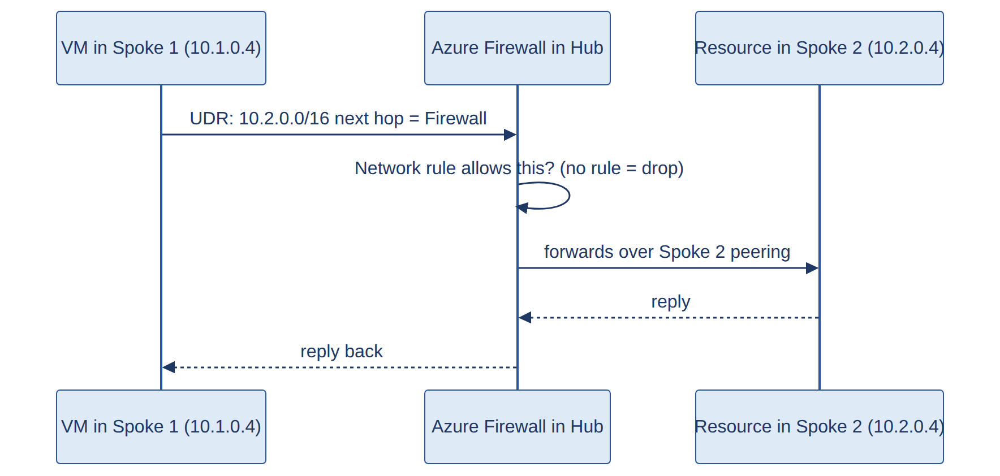 VM in Spoke 1 (10.1.0.4)
Azure Firewall in Hub
Resource in Spoke 2 (10.2.0.4)
UDR: 10.2.0.0/16 next hop = Firewall
Network rule allows this? (no rule = drop)
forwards over Spoke 2 peering
reply
reply back
VM in Spoke 1 (10.1.0.4)
Azure Firewall in Hub
Resource in Spoke 2 (10.2.0.4)